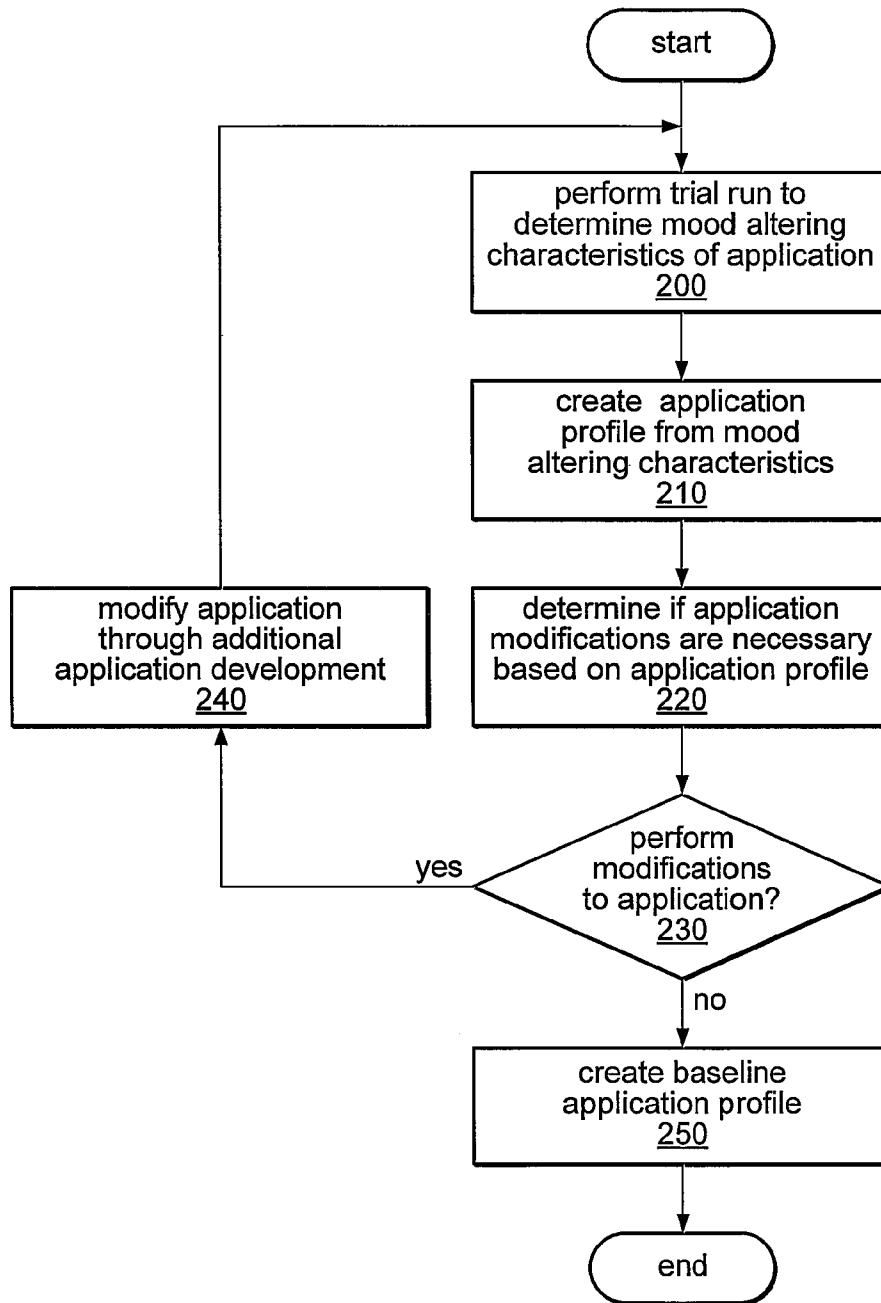 start
perform trial run to
determine mood altering
characteristics of application
200
create application
profile from mood
altering characteristics
210
modify application
through additional
application development
240
determine if application
modifications are necessary
based on application profile
220
yes
perform
modifications
to application?
230
no
create baseline
application profile
250
end